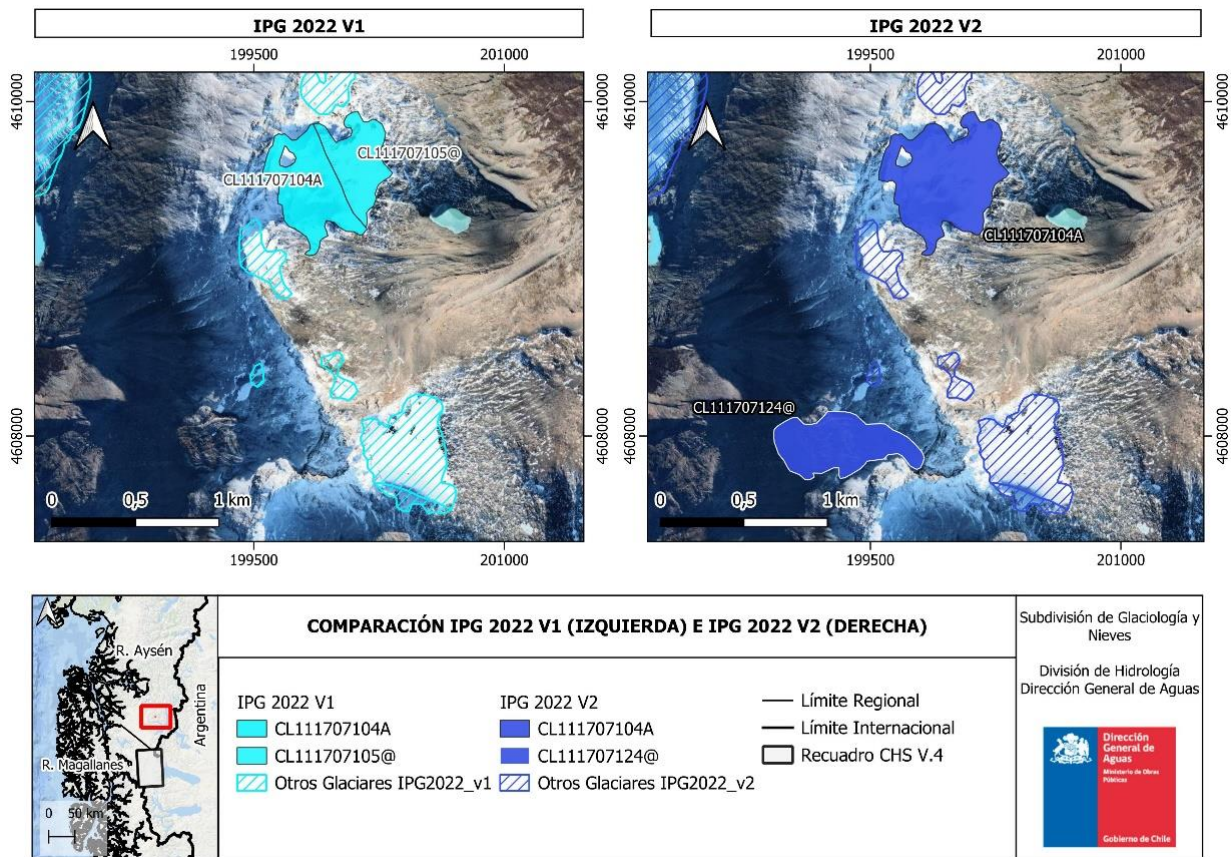 IPG 2022 V1
IPG 2022 V2
199500
201000
199500
201000
4610000
4610000
4610000
CL111707105@
CL111707104A
CL111707104A
CL111707124@
4608000
4608000
4608000
0 0,5 1 km
0 0,5 1 km
199500
201000
199500
201000
R. Aysén
Argentina
R. Magallanes
0 50 km
COMPARACIÓN IPG 2022 V1 (IZQUIERDA) E IPG 2022 V2 (DERECHA)
IPG 2022 V1
CL111707104A
CL111707105@
Otros Glaciares IPG2022_v1
IPG 2022 V2
CL111707104A
CL111707124@
Otros Glaciares IPG2022_v2
Límite Regional
Límite Internacional
Recuadro CHS V.4
Subdivisión de Glaciología y
Nieves
División de Hidrología
Dirección General de Aguas
Dirección
General de
Aguas
Ministerio de Obras
Públicas
Gobierno de Chile